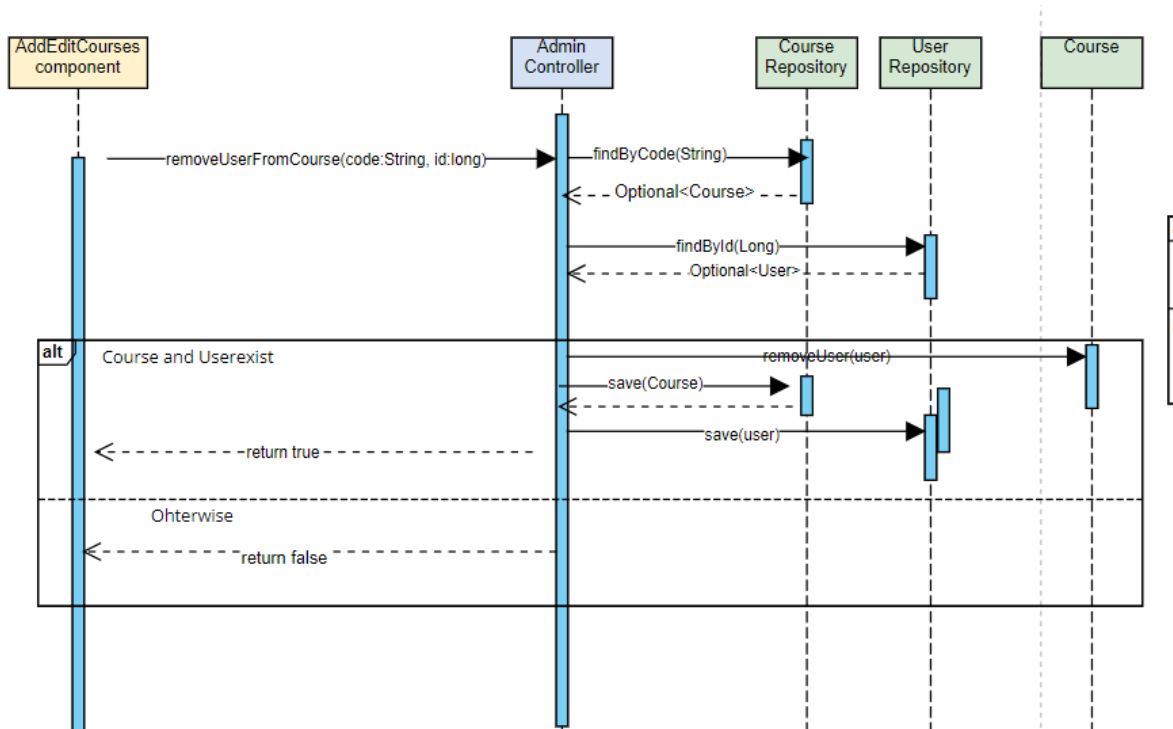 AddEditCourses
component
Admin
Controller
Course
Repository
User
Repository
Course
removeUserFromCourse(code:String, id:long)
findByCode(String)
Optional<Course>
findById(Long)
Optional<User>
alt
Course and Userexist
removeUser(user)
save(Course)
save(user)
return true
Ohterwise
return false